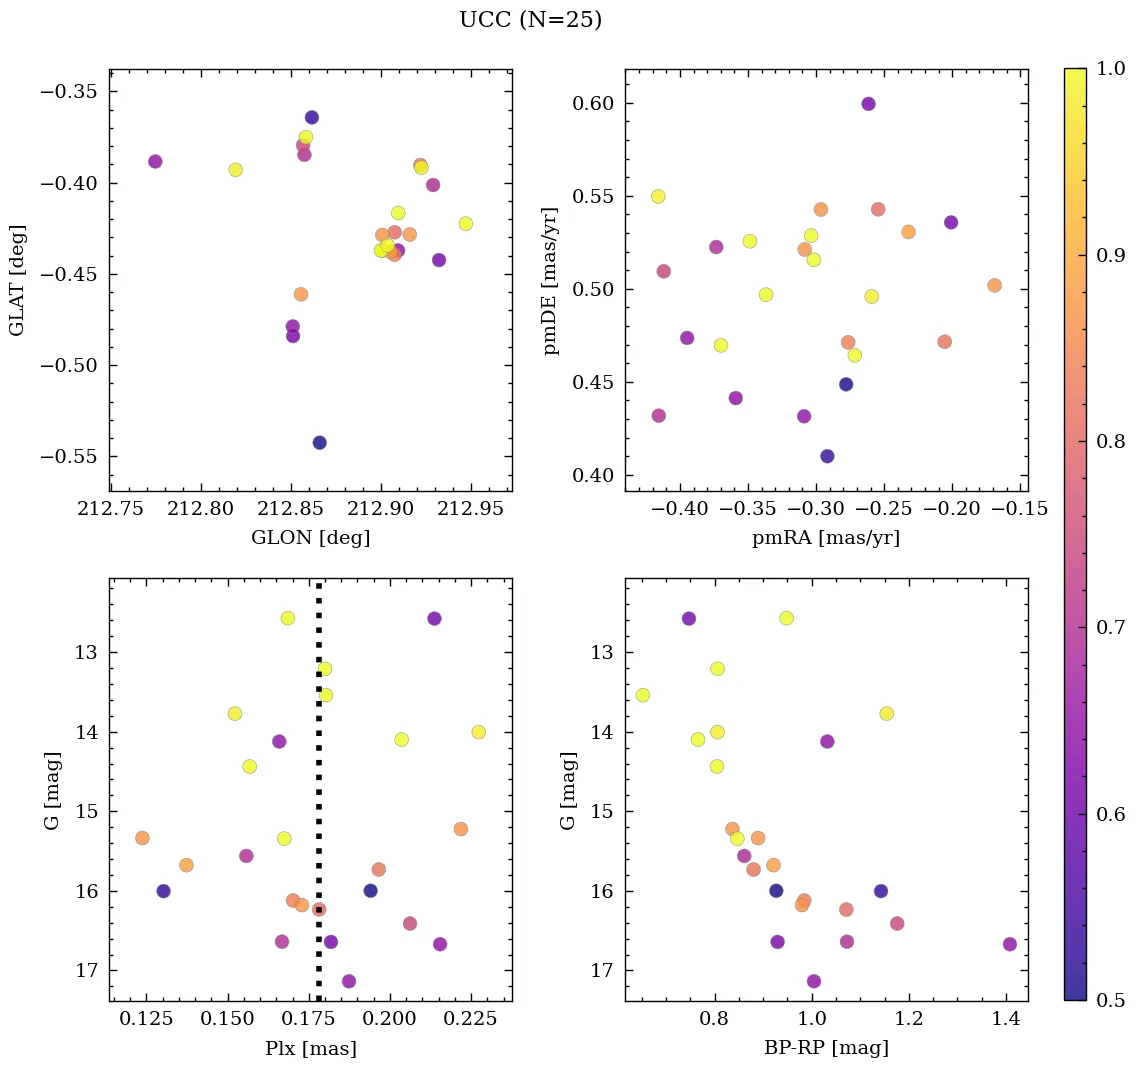 UCC (N=25)
−0.35
−0.40
−0.45
−0.50
−0.55
GLAT [deg]
212.75 212.80 212.85 212.90 212.95
GLON [deg]
0.60
0.55
0.50
0.45
0.40
pmDE [mas/yr]
−0.40 −0.35 −0.30 −0.25 −0.20 −0.15
pmRA [mas/yr]
13
14
15
16
17
G [mag]
0.125 0.150 0.175 0.200 0.225
Plx [mas]
13
14
15
16
17
G [mag]
0.8 1.0 1.2 1.4
BP-RP [mag]
1.0
0.9
0.8
0.7
0.6
0.5